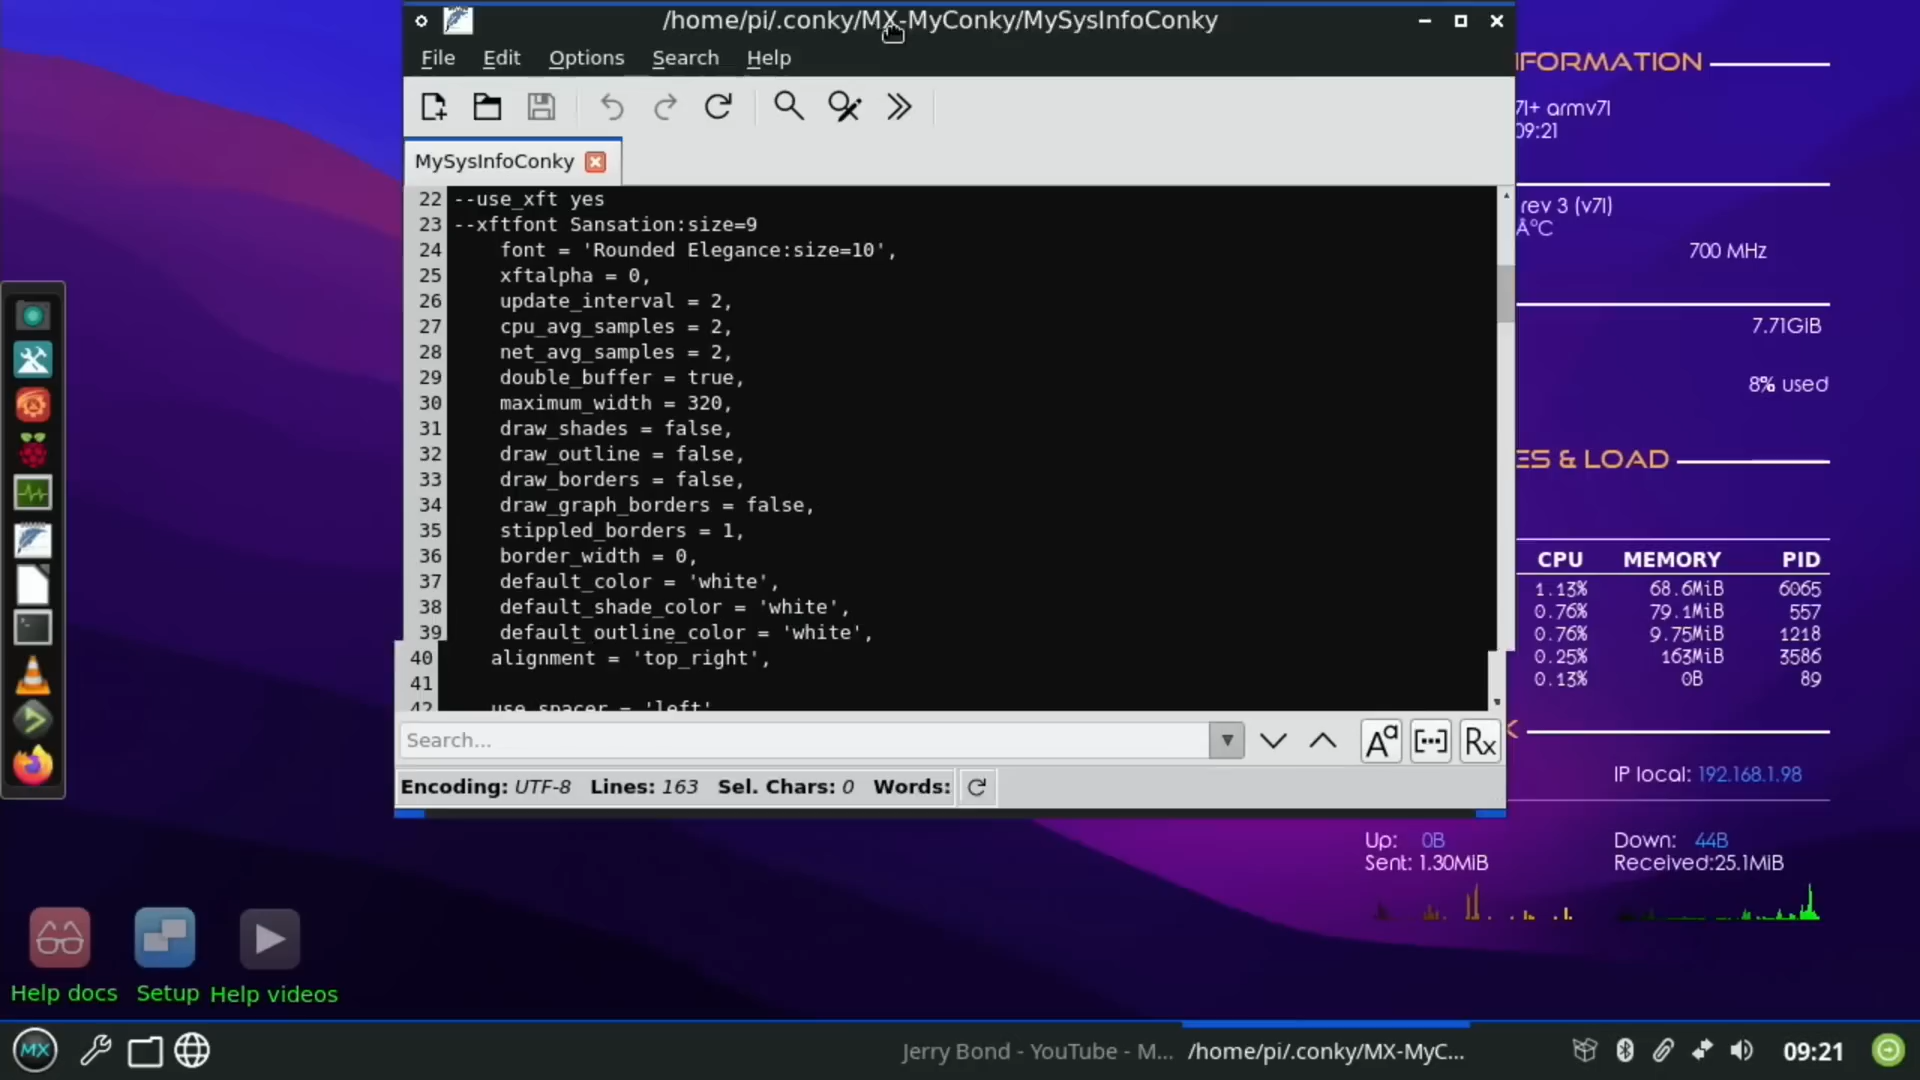 /home/pi/.conky/MX-MyConky/MySysInfoConky
File Edit Options Search Help
MySysInfoConky
22 --use_xft yes
23 --xftfont Sansation:size=9
24 font = 'Rounded Elegance:size=10',
25 xftalpha = 0,
26 update_interval = 2,
27 cpu_avg_samples = 2,
28 net_avg_samples = 2,
29 double_buffer = true,
30 maximum_width = 320,
31 draw_shades = false,
32 draw_outline = false,
33 draw_borders = false,
34 draw_graph_borders = false,
35 stippled_borders = 1,
36 border_width = 0,
37 default_color = 'white',
38 default_shade_color = 'white',
39 default_outline_color = 'white',
40 alignment = 'top_right',
41
42 use_spacer = 'left'
Search...
Aa [...] Rx
Encoding: UTF-8 Lines: 163 Sel. Chars: 0 Words:
FORMATION
7l+ armv7l
09:21
rev 3 (v7l)
Å°C
700 MHz
7.71GIB
8% used
ES & LOAD
CPU MEMORY PID
1.13% 68.6MiB 6065
0.76% 79.1MiB 557
0.76% 9.75MiB 1218
0.25% 163MiB 3586
0.13% 0B 89
K
IP local: 192.168.1.98
Up: 0B Down: 44B
Sent: 1.30MiB Received:25.1MiB
Help docs Setup Help videos
MX
Jerry Bond - YouTube - M... /home/pi/.conky/MX-MyC... 09:21